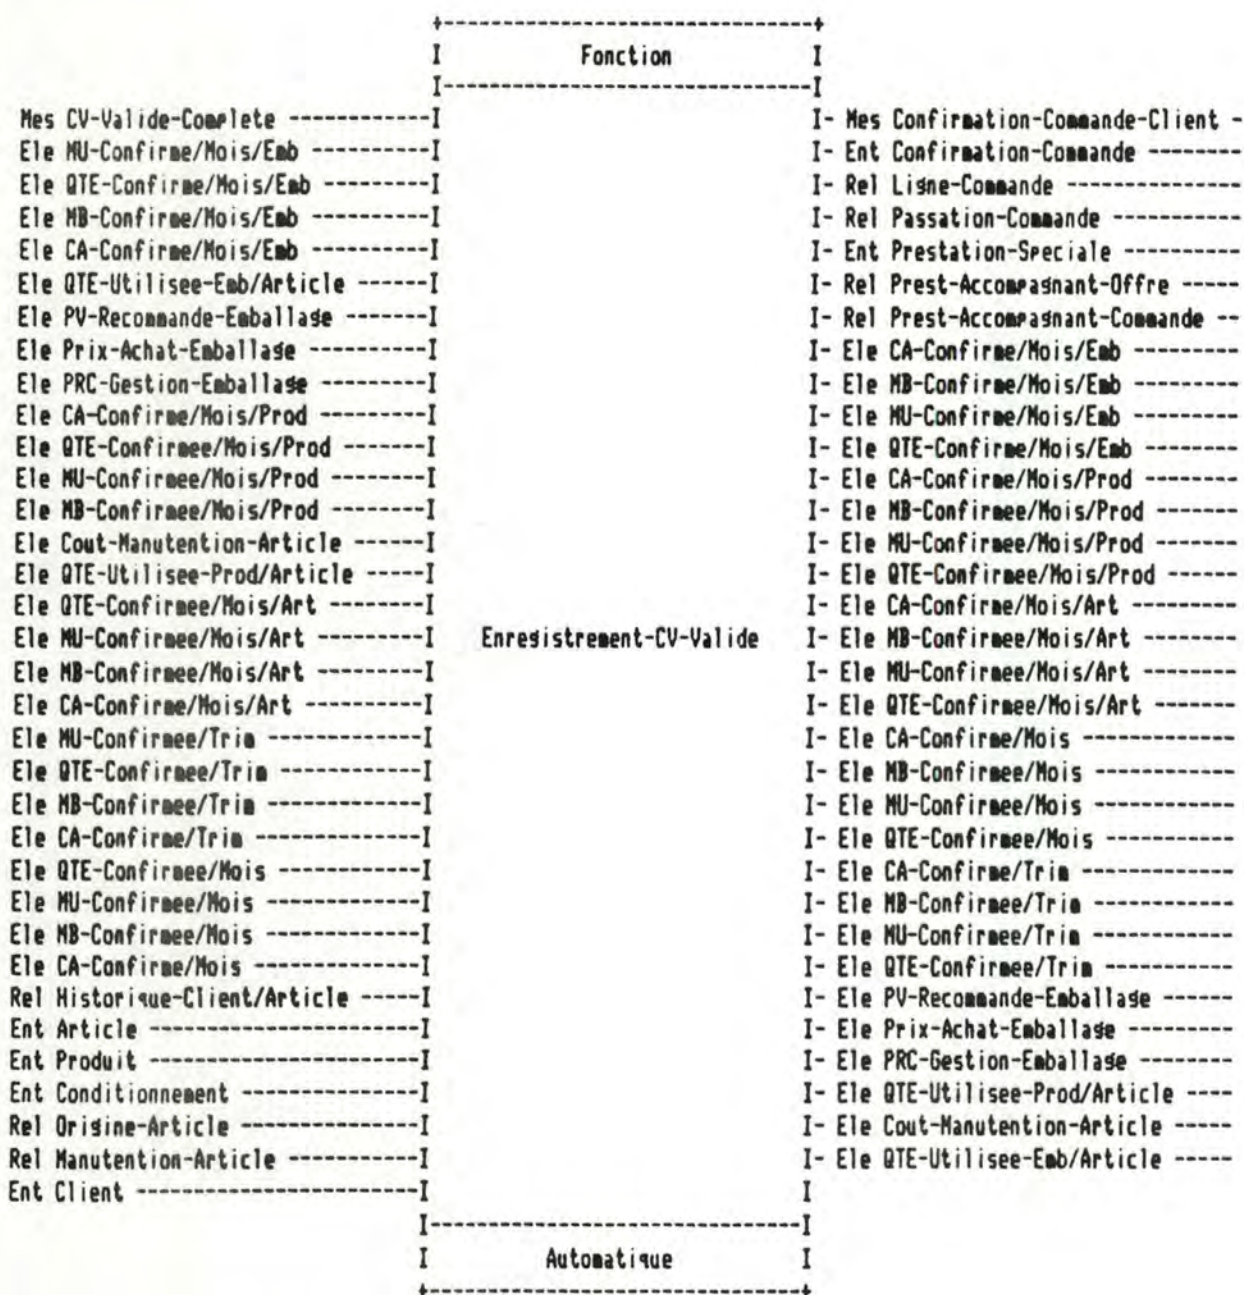 +------------------------------+
I Fonction I
I------------------------------I
Mes CV-Valide-Complete ------------I I- Mes Confirmation-Commande-Client -
Ele MU-Confirme/Mois/Emb ----------I I- Ent Confirmation-Commande --------
Ele QTE-Confirme/Mois/Emb ---------I I- Rel Ligne-Commande --------------
Ele MB-Confirme/Mois/Emb ----------I I- Rel Passation-Commande -----------
Ele CA-Confirme/Mois/Emb ----------I I- Ent Prestation-Speciale ----------
Ele QTE-Utilisee-Emb/Article ------I I- Rel Prest-Accompagnant-Offre -----
Ele PV-Recommande-Emballage -------I I- Rel Prest-Accompagnant-Commande --
Ele Prix-Achat-Emballage ----------I I- Ele CA-Confirme/Mois/Emb ---------
Ele PRC-Gestion-Emballage ---------I I- Ele MB-Confirme/Mois/Emb ---------
Ele CA-Confirme/Mois/Prod ---------I I- Ele MU-Confirme/Mois/Emb ---------
Ele QTE-Confirmee/Mois/Prod -------I I- Ele QTE-Confirme/Mois/Emb --------
Ele MU-Confirmee/Mois/Prod --------I I- Ele CA-Confirme/Mois/Prod --------
Ele MB-Confirmee/Mois/Prod --------I I- Ele MB-Confirmee/Mois/Prod -------
Ele Cout-Manutention-Article ------I I- Ele MU-Confirmee/Mois/Prod -------
Ele QTE-Utilisee-Prod/Article -----I I- Ele QTE-Confirmee/Mois/Prod ------
Ele QTE-Confirmee/Mois/Art --------I I- Ele CA-Confirme/Mois/Art ---------
Ele MU-Confirmee/Mois/Art ---------I Enregistrement-CV-Valide I- Ele MB-Confirmee/Mois/Art --------
Ele MB-Confirmee/Mois/Art ---------I I- Ele MU-Confirmee/Mois/Art --------
Ele CA-Confirme/Mois/Art ----------I I- Ele QTE-Confirmee/Mois/Art -------
Ele MU-Confirmee/Trim -------------I I- Ele CA-Confirme/Mois -------------
Ele QTE-Confirmee/Trim ------------I I- Ele MB-Confirmee/Mois ------------
Ele MB-Confirmee/Trim -------------I I- Ele MU-Confirmee/Mois ------------
Ele CA-Confirme/Trim --------------I I- Ele QTE-Confirmee/Mois -----------
Ele QTE-Confirmee/Mois ------------I I- Ele CA-Confirme/Trim -------------
Ele MU-Confirmee/Mois -------------I I- Ele MB-Confirmee/Trim ------------
Ele MB-Confirmee/Mois -------------I I- Ele MU-Confirmee/Trim ------------
Ele CA-Confirme/Mois --------------I I- Ele QTE-Confirmee/Trim -----------
Rel Historique-Client/Article -----I I- Ele PV-Recommande-Emballage ------
Ent Article -----------------------I I- Ele Prix-Achat-Emballage ---------
Ent Produit -----------------------I I- Ele PRC-Gestion-Emballage --------
Ent Conditionnement ---------------I I- Ele QTE-Utilisee-Prod/Article ----
Rel Origine-Article ---------------I I- Ele Cout-Manutention-Article -----
Rel Manutention-Article -----------I I- Ele QTE-Utilisee-Emb/Article -----
Ent Client ------------------------I I
I------------------------------I
I Automatique I
+------------------------------+